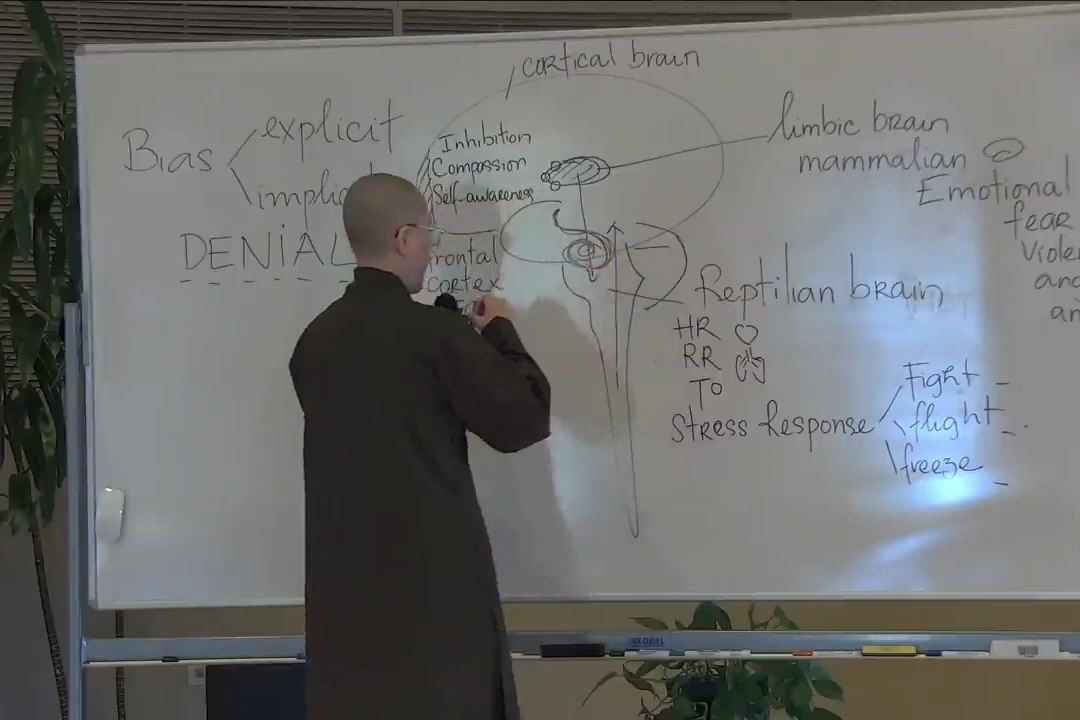 cortical brain
Bias
explicit
DENIAL
Inhibition
Compassion
Self-awareness
limbic brain
mammalian
Emotional
fear
Reptilian brain
HR
RR
To
Stress Response
Fight
flight
freeze
GLOBAL